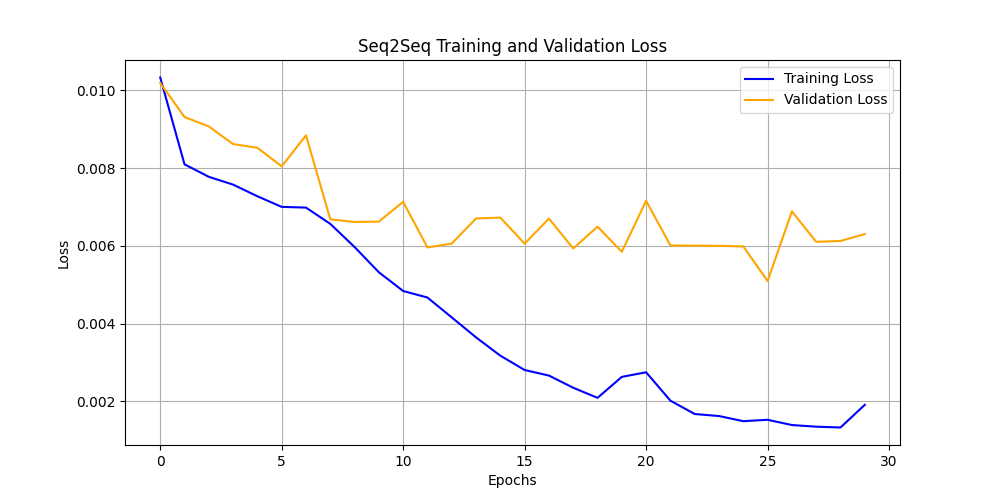 Seq2Seq Training and Validation Loss
Training Loss
Validation Loss
0.010
0.008
0.006
0.004
0.002
Loss
0 5 10 15 20 25 30
Epochs